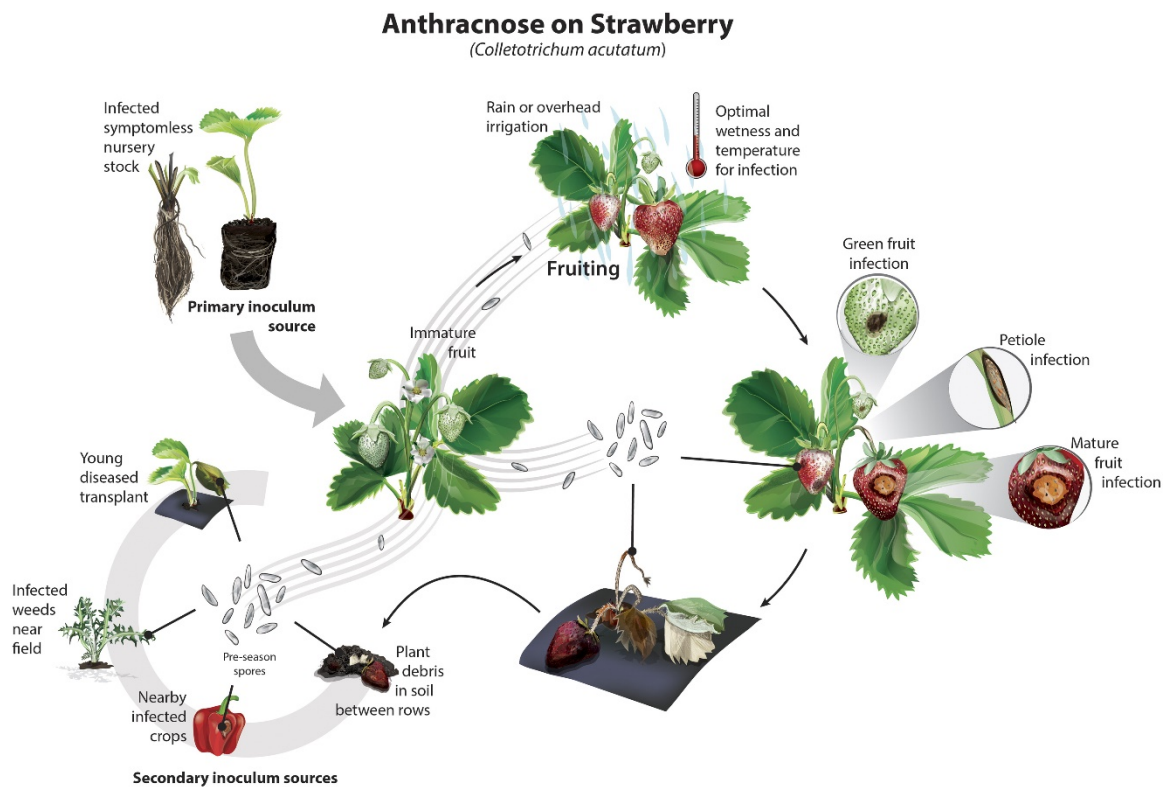 Anthracnose on Strawberry
(Colletotrichum acutatum)
Infected
symptomless
nursery
stock
Primary inoculum
source
Rain or overhead
irrigation
Optimal
wetness and
temperature
for infection
Fruiting
Immature
fruit
Green fruit
infection
Petiole
infection
Mature
fruit
infection
Young
diseased
transplant
Infected
weeds
near
field
Pre-season
spores
Nearby
infected
crops
Plant
debris
in soil
between rows
Secondary inoculum sources